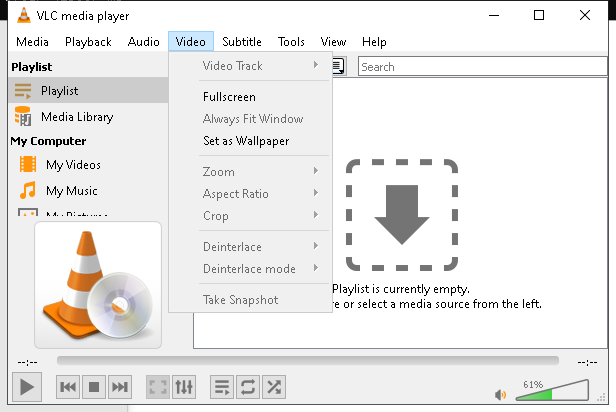 VLC media player
Media Playback Audio Video Subtitle Tools View Help
Playlist
Playlist
Media Library
My Computer
My Videos
My Music
My Pictures
Video Track
Fullscreen
Always Fit Window
Set as Wallpaper
Zoom
Aspect Ratio
Crop
Deinterlace
Deinterlace mode
Take Snapshot
Search
Playlist is currently empty.
re or select a media source from the left.
--:--
--:--
61%